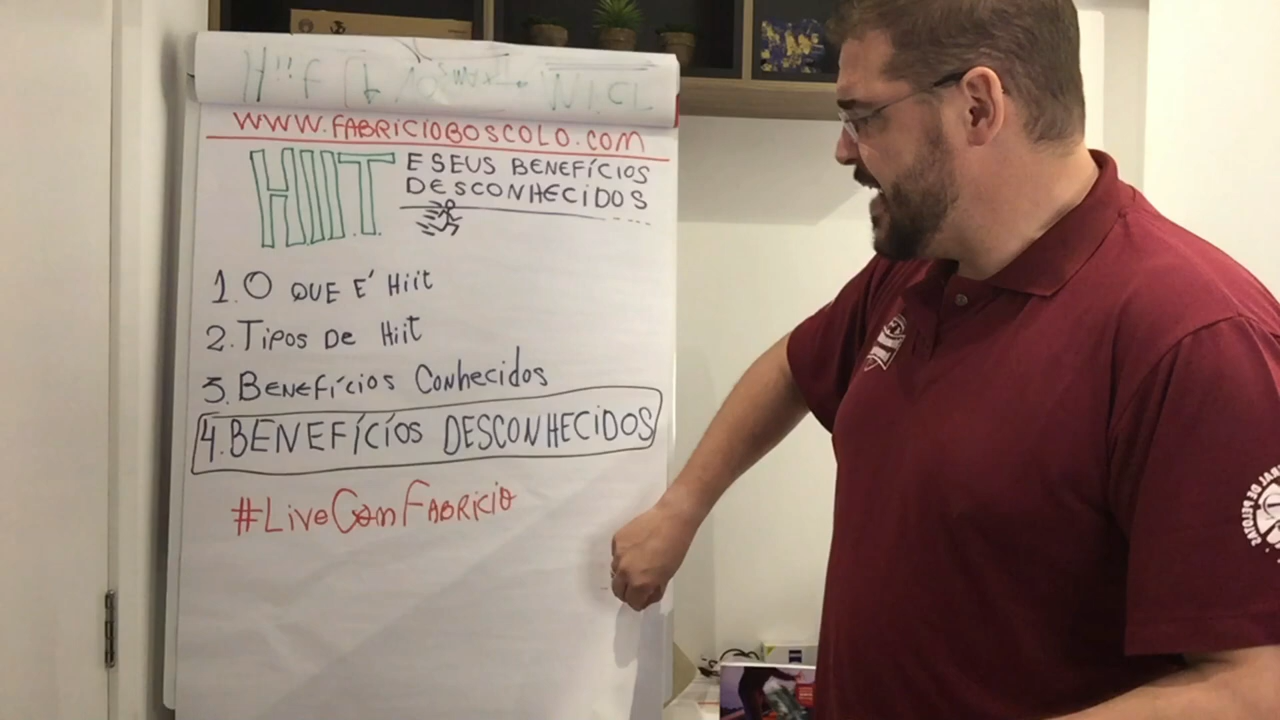 WWW.FABRICIOBOSCOLO.COM
HIIT
E SEUS BENEFÍCIOS
DESCONHECIDOS
1. O QUE E' Hiit
2. Tipos De Hiit
3. Benefícios Conhecidos
4. BENEFÍCIOS DESCONHECIDOS
#LiveComFabricio